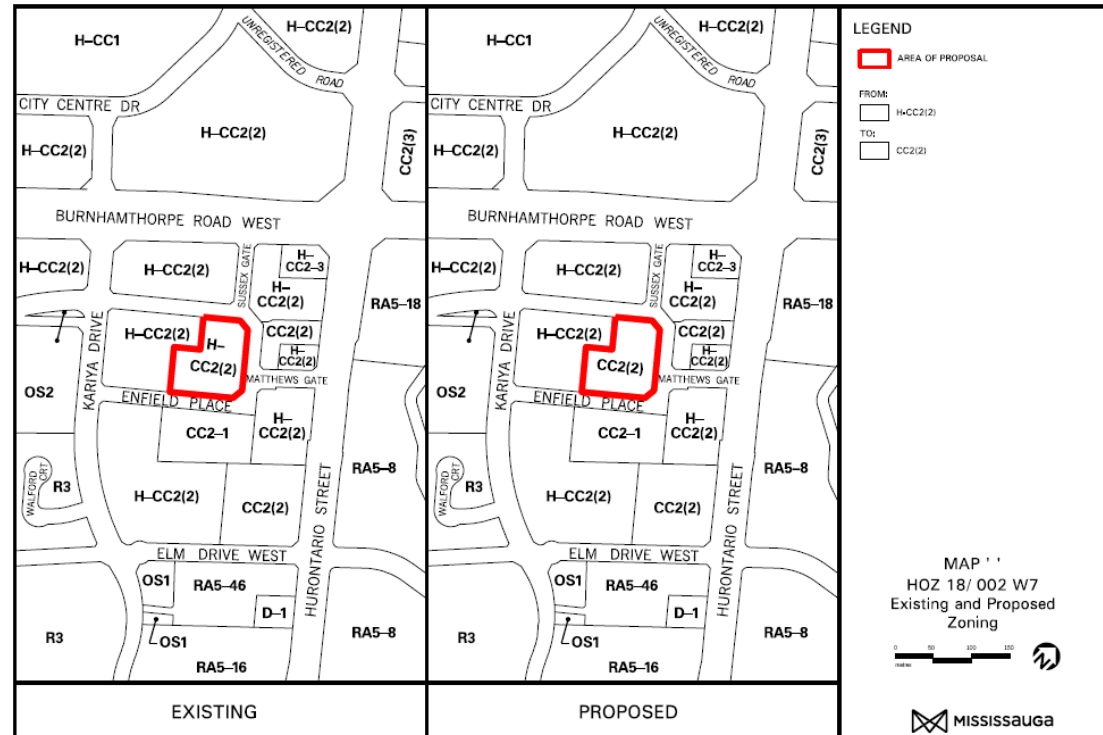 H–CC1
UNREGISTERED ROAD
H–CC2(2)
CITY CENTRE DR
H–CC2(2)
H–CC2(2)
CC2(3)
BURNHAMTHORPE ROAD WEST
H–CC2(2)
H–CC2(2)
SUSSEX GATE
H–
CC2–3
H–
CC2(2)
RA5–18
KARIYA DRIVE
H–CC2(2)
H–
CC2(2)
CC2(2)
H–
CC2(2)
MATTHEWS GATE
OS2
ENFIELD PLACE
CC2–1
H–
CC2(2)
WALFORD CRT
R3
H–CC2(2)
CC2(2)
RA5–8
HURONTARIO STREET
ELM DRIVE WEST
OS1
RA5–46
D–1
R3
OS1
RA5–16
RA5–8
EXISTING
H–CC1
UNREGISTERED ROAD
H–CC2(2)
CITY CENTRE DR
H–CC2(2)
H–CC2(2)
CC2(3)
BURNHAMTHORPE ROAD WEST
H–CC2(2)
H–CC2(2)
SUSSEX GATE
H–
CC2–3
H–
CC2(2)
RA5–18
KARIYA DRIVE
H–CC2(2)
CC2(2)
CC2(2)
H–
CC2(2)
MATTHEWS GATE
OS2
ENFIELD PLACE
CC2–1
H–
CC2(2)
WALFORD CRT
R3
H–CC2(2)
CC2(2)
RA5–8
HURONTARIO STREET
ELM DRIVE WEST
OS1
RA5–46
D–1
R3
OS1
RA5–16
RA5–8
PROPOSED
LEGEND
AREA OF PROPOSAL
FROM:
H-CC2(2)
TO:
CC2(2)
MAP ' '
HOZ 18/ 002 W7
Existing and Proposed
Zoning
0 50 100 150
metres
MISSISSAUGA